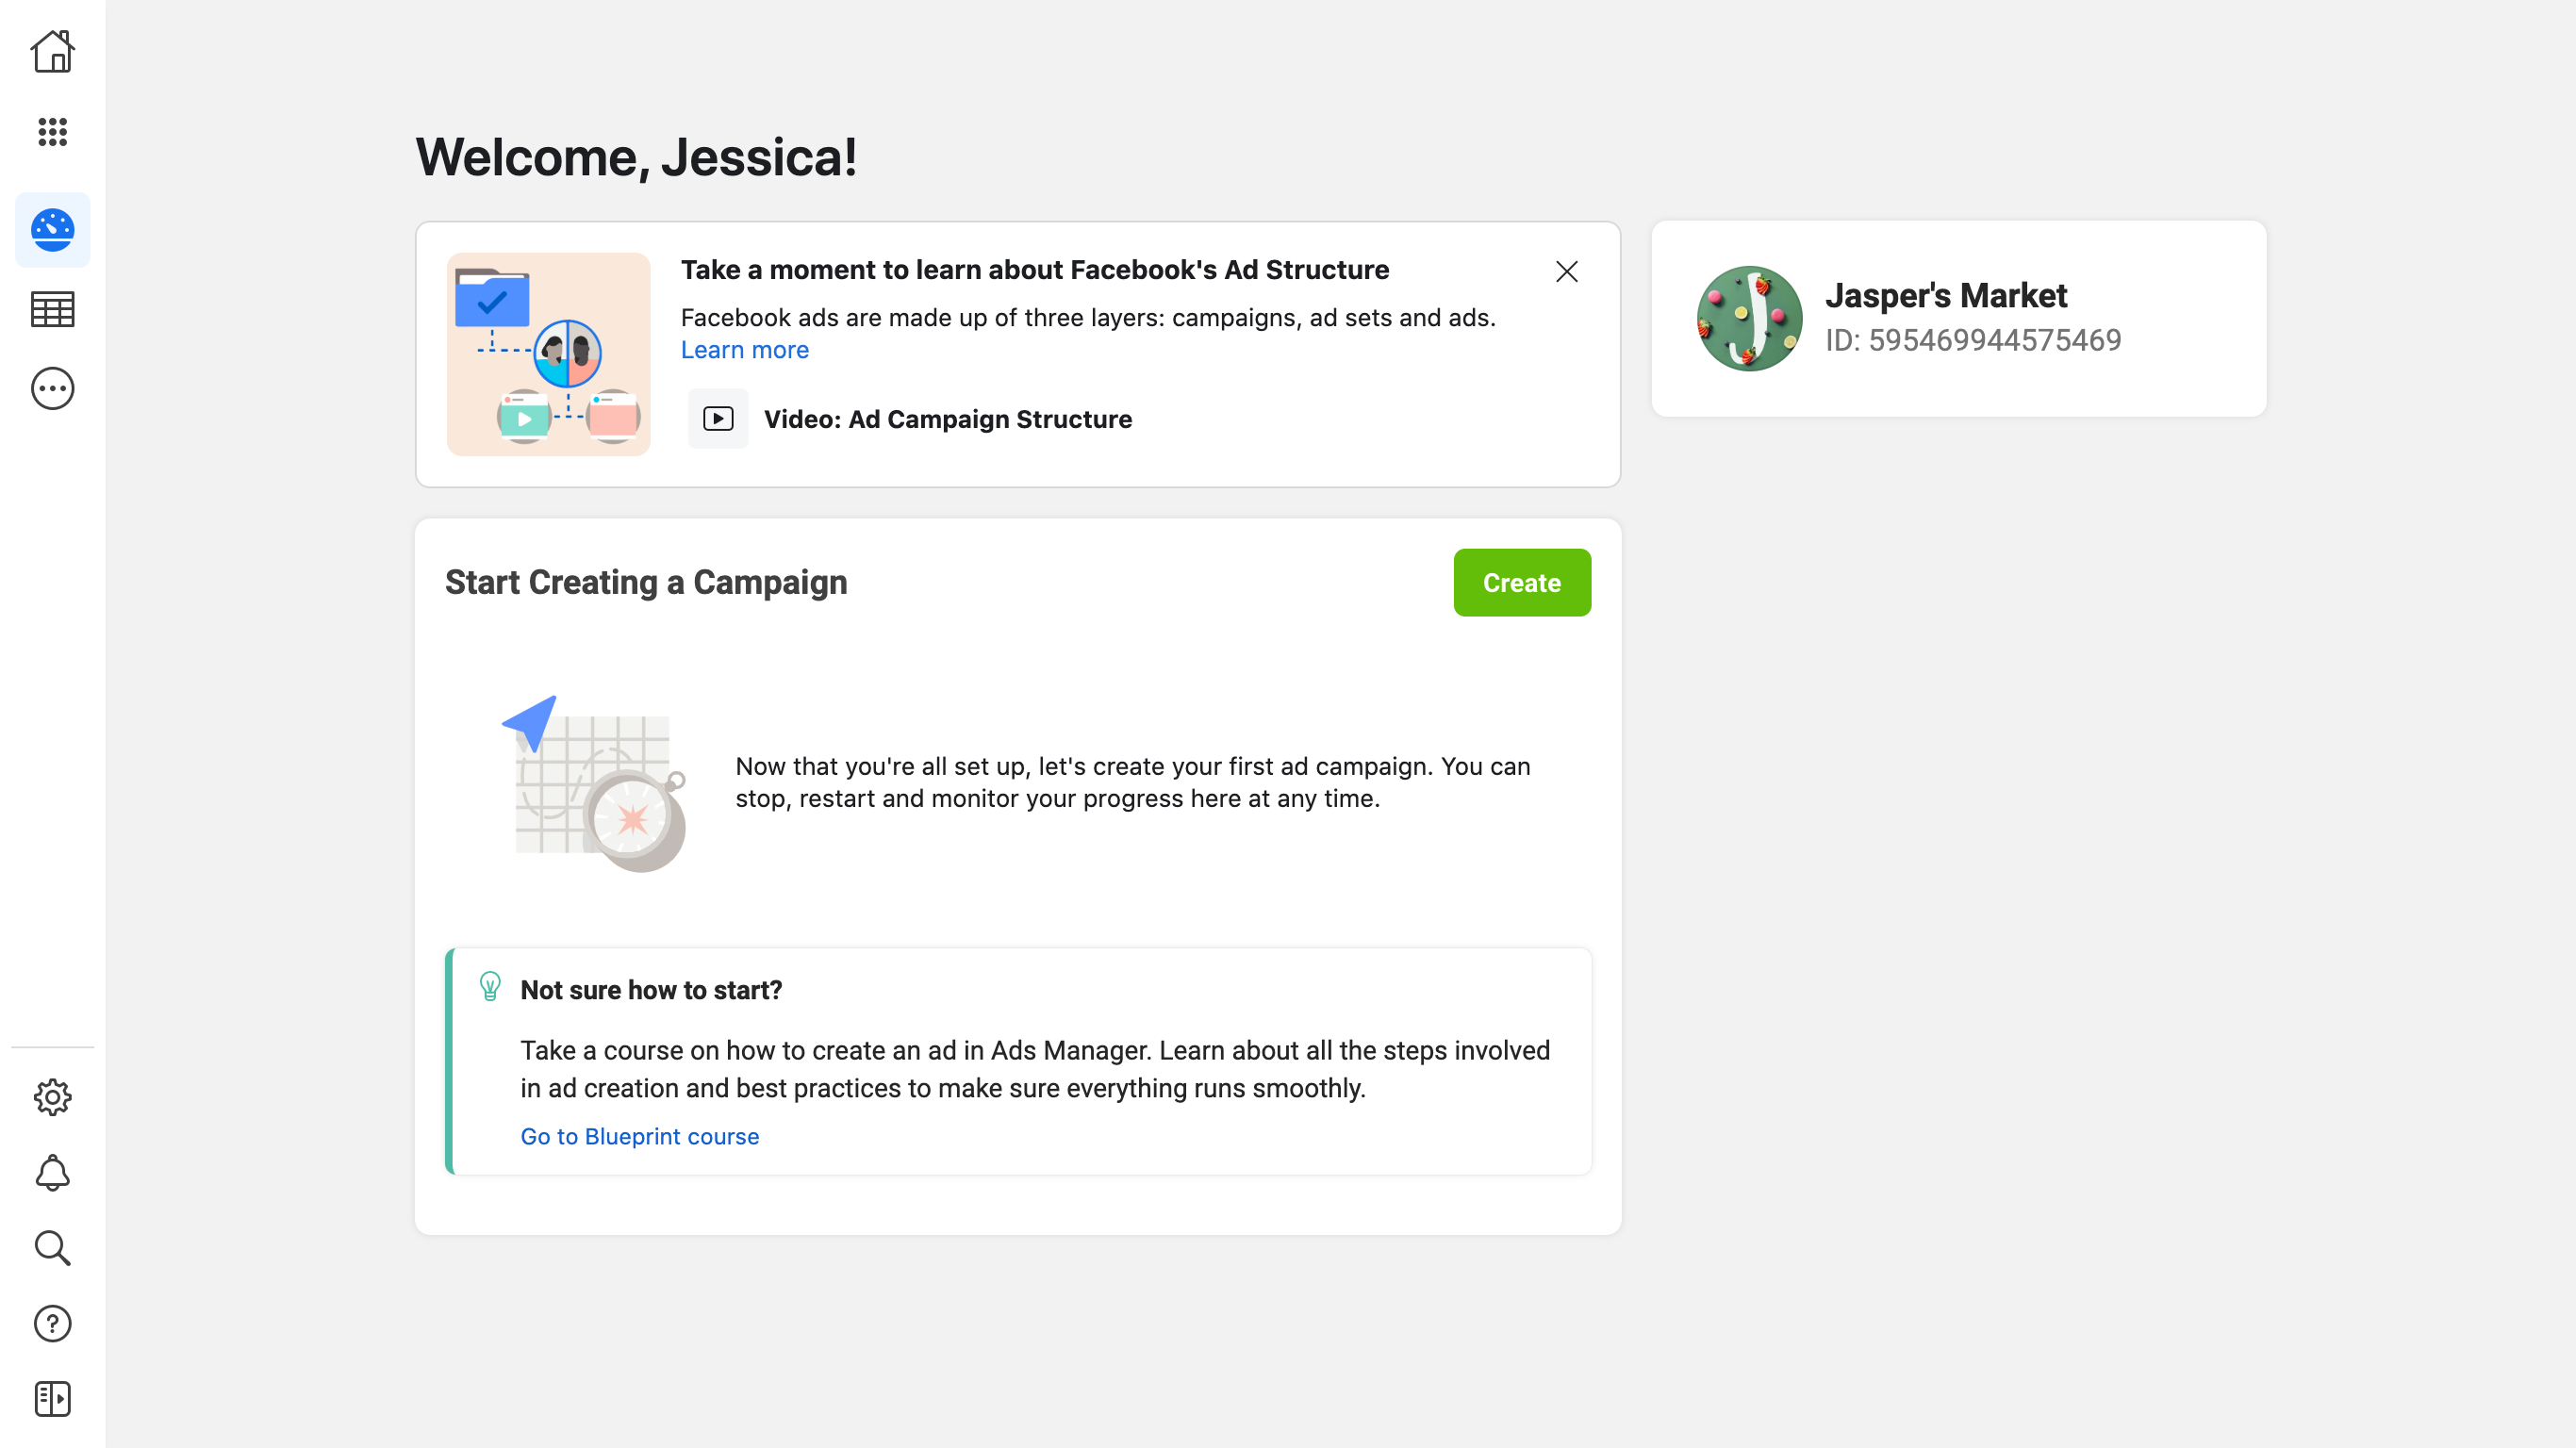 Welcome, Jessica!
Take a moment to learn about Facebook's Ad Structure
Facebook ads are made up of three layers: campaigns, ad sets and ads.
Learn more
Video: Ad Campaign Structure
Jasper's Market
ID: 595469944575469
Start Creating a Campaign
Create
Now that you're all set up, let's create your first ad campaign. You can
stop, restart and monitor your progress here at any time.
Not sure how to start?
Take a course on how to create an ad in Ads Manager. Learn about all the steps involved
in ad creation and best practices to make sure everything runs smoothly.
Go to Blueprint course